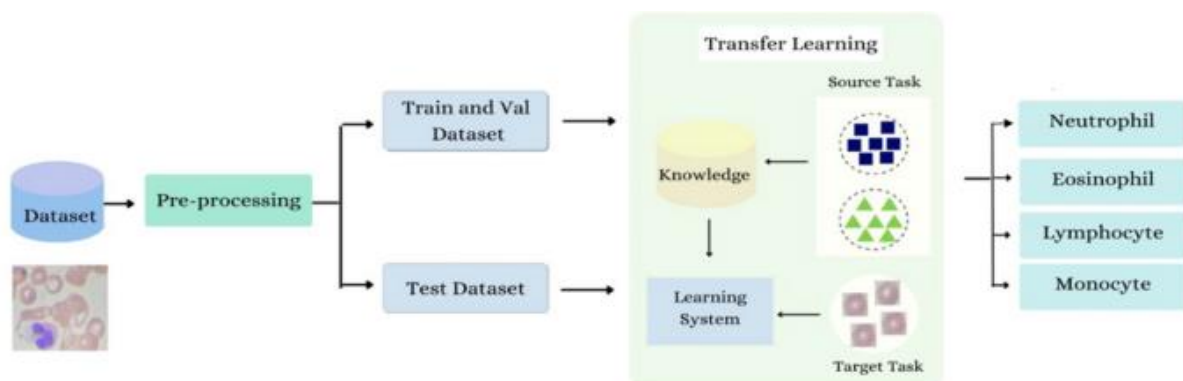 Transfer Learning
Source Task
Train and Val
Dataset
Neutrophil
Knowledge
Eosinophil
Pre-processing
Dataset
Lymphocyte
Test Dataset
Learning
System
Monocyte
Target Task